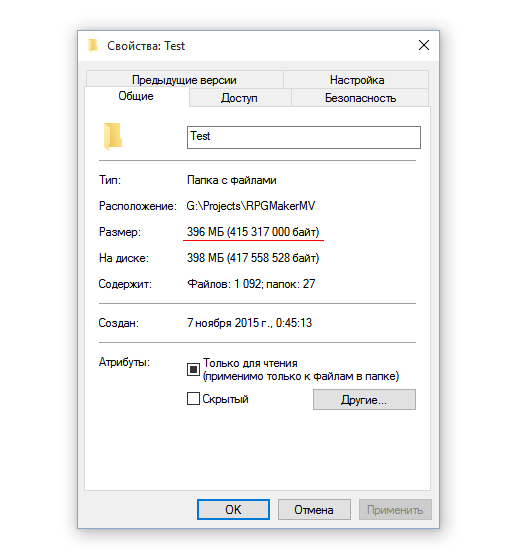 Свойства: Test
Предыдущие версии
Настройка
Общие
Доступ
Безопасность
Test
Тип: Папка с файлами
Расположение: G:\Projects\RPGMakerMV
Размер: 396 МБ (415 317 000 байт)
На диске: 398 МБ (417 558 528 байт)
Содержит: Файлов: 1 092; папок: 27
Создан: 7 ноября 2015 г., 0:45:13
Атрибуты: Только для чтения
(применимо только к файлам в папке)
Скрытый
Другие...
OK
Отмена
Применить